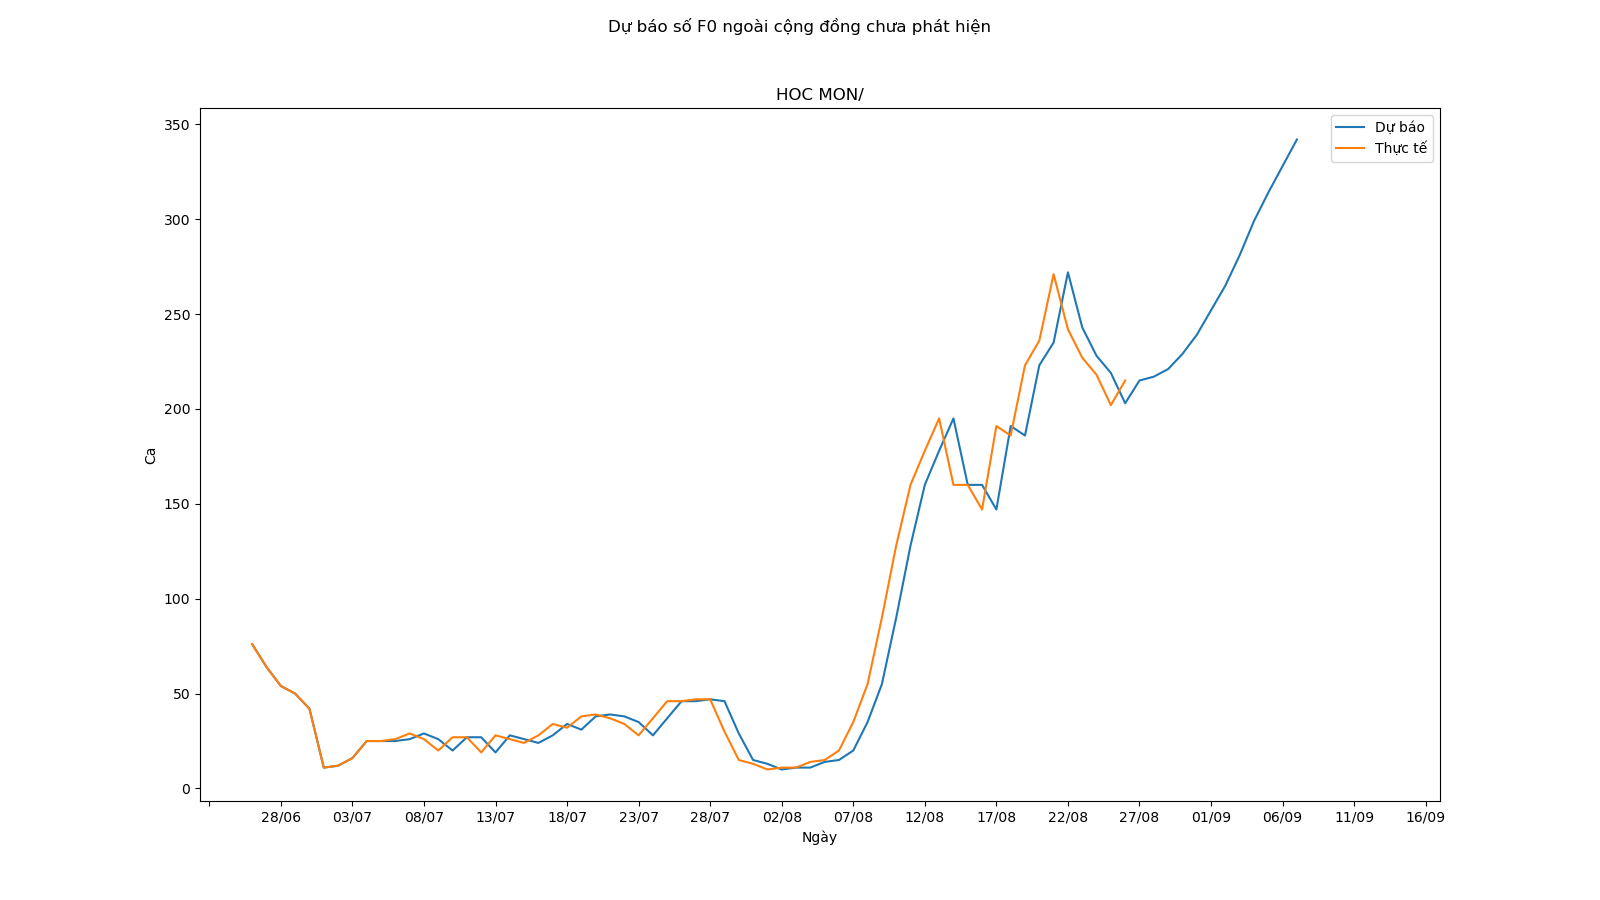 Dự báo số F0 ngoài cộng đồng chưa phát hiện
HOC MON/
Dự báo
Thực tế
Ca
350
300
250
200
150
100
50
0
28/06 03/07 08/07 13/07 18/07 23/07 28/07 02/08 07/08 12/08 17/08 22/08 27/08 01/09 06/09 11/09 16/09
Ngày